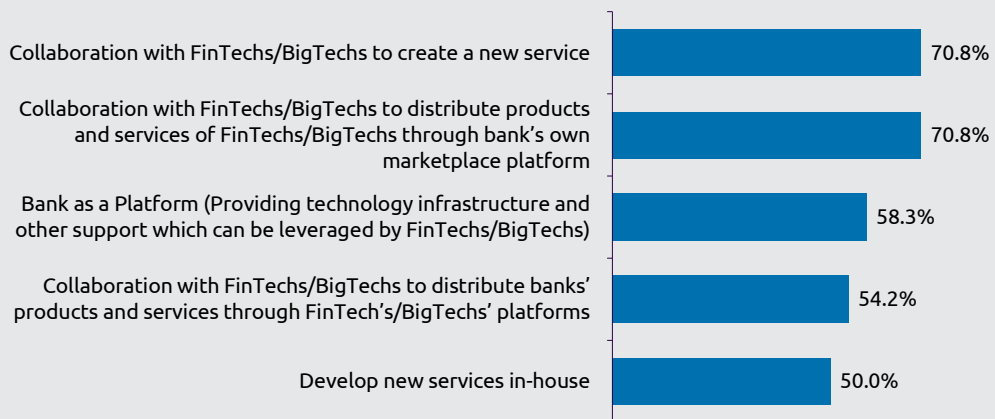 Collaboration with FinTechs/BigTechs to create a new service
70.8%
Collaboration with FinTechs/BigTechs to distribute products
and services of FinTechs/BigTechs through bank’s own
marketplace platform
70.8%
Bank as a Platform (Providing technology infrastructure and
other support which can be leveraged by FinTechs/BigTechs)
58.3%
Collaboration with FinTechs/BigTechs to distribute banks’
products and services through FinTech’s/BigTechs’ platforms
54.2%
Develop new services in-house
50.0%